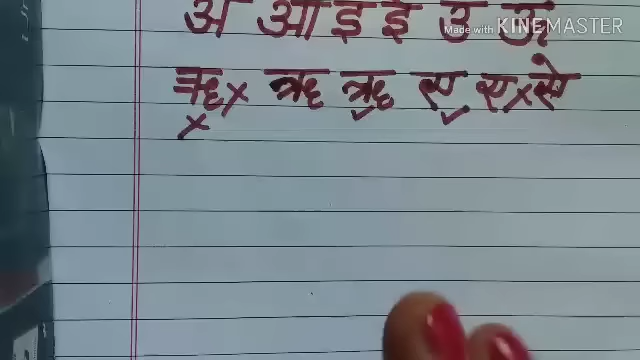 Made with KINEMASTER
अ आ इ ई उ ऊ
ऋ x ऋ ऋ ए ए x ऐ